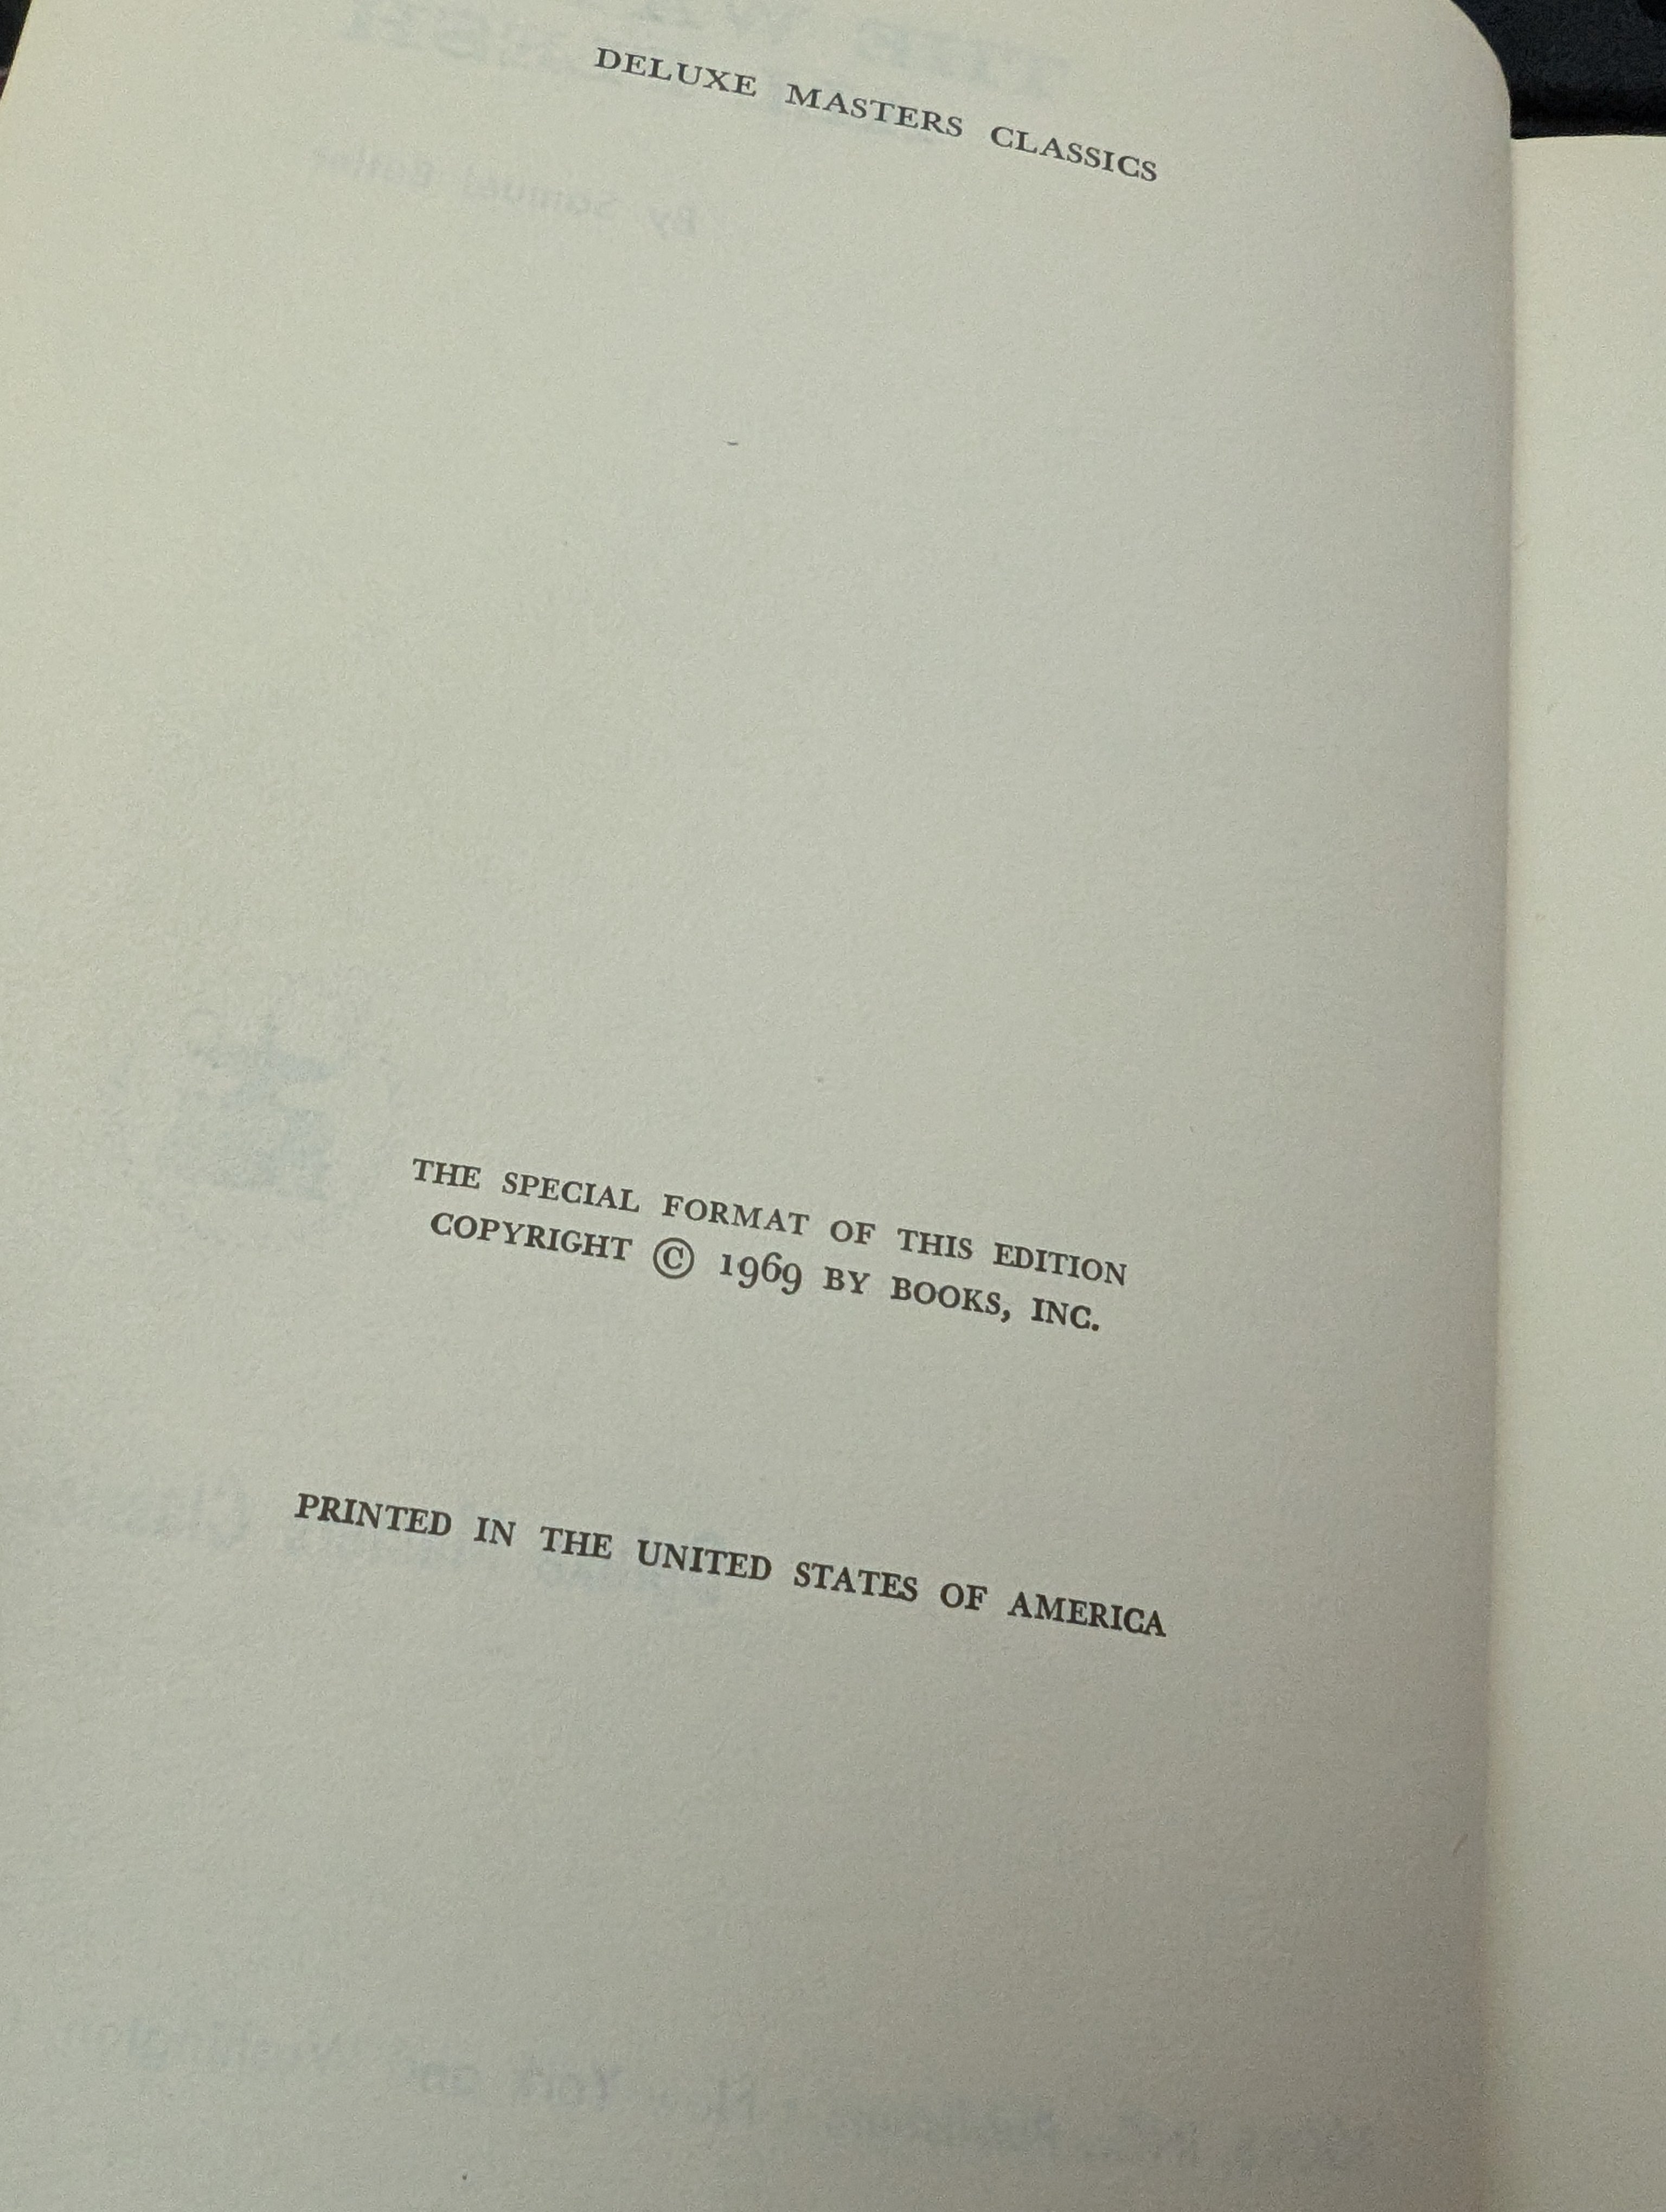 DELUXE MASTERS CLASSICS
THE SPECIAL FORMAT OF THIS EDITION
COPYRIGHT © 1969 BY BOOKS, INC.
PRINTED IN THE UNITED STATES OF AMERICA